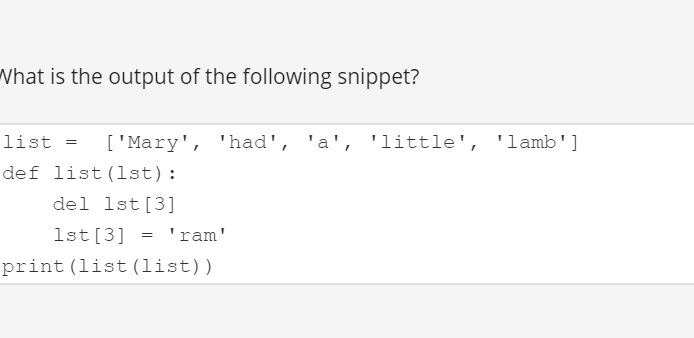 What is the output of the following snippet?
list =  ['Mary', 'had', 'a', 'little', 'lamb']
def list(lst):
    del lst[3]
    lst[3] = 'ram'
print(list(list))